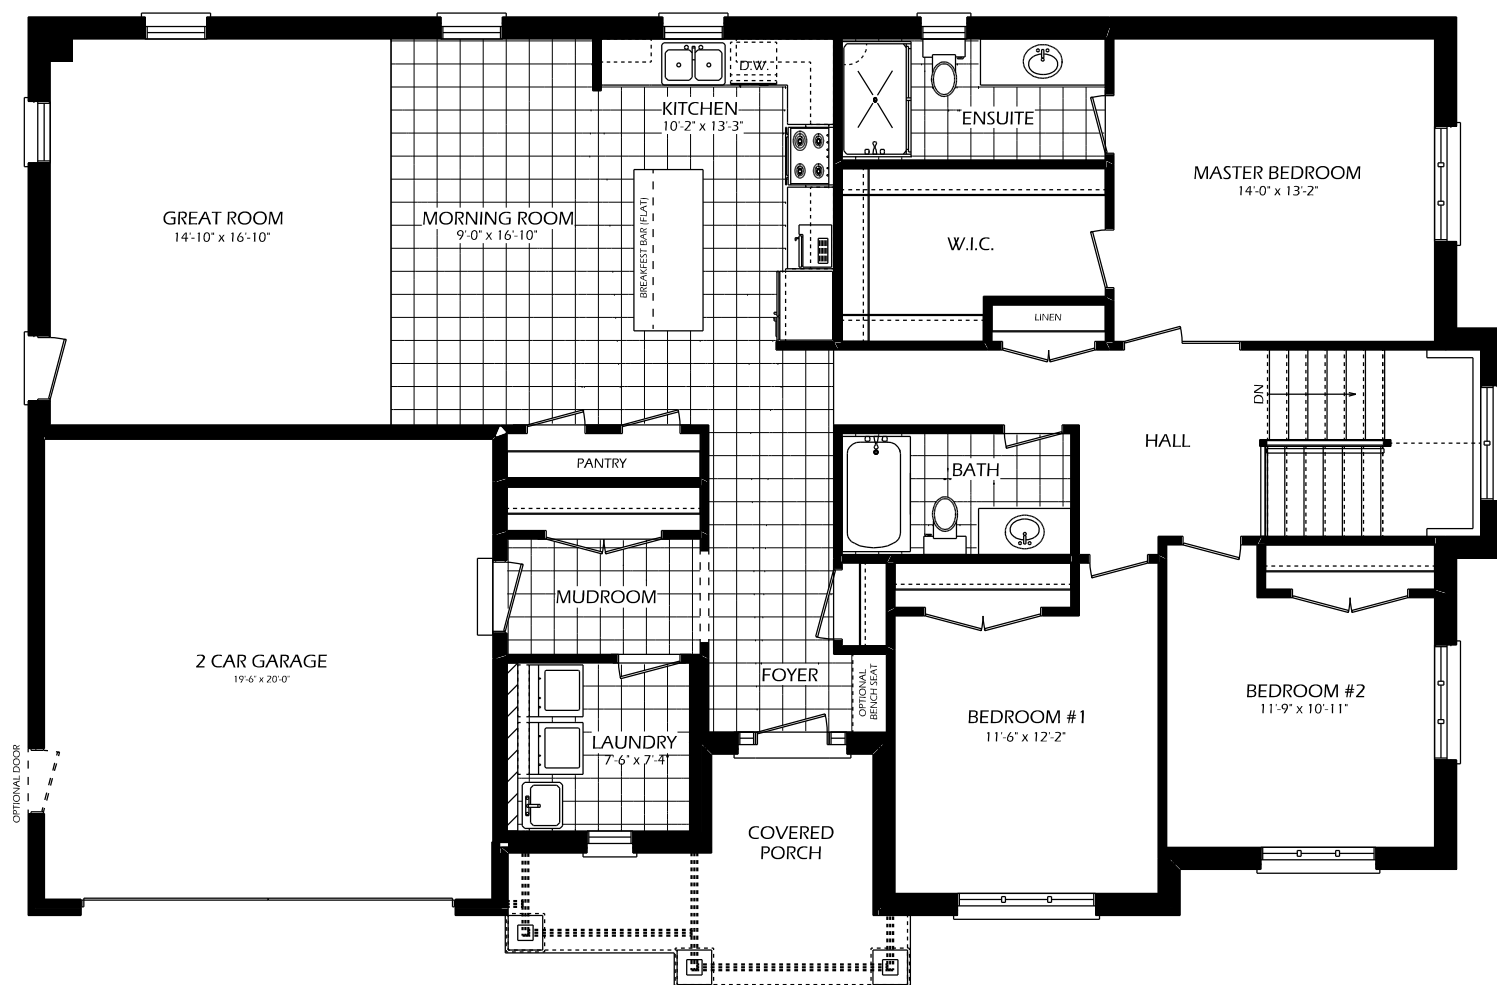 D.W.
KITCHEN
10'-2" x 13'-3"
ENSUITE
MASTER BEDROOM
14'-0" x 13'-2"
GREAT ROOM
14'-10" x 16'-10"
MORNING ROOM
9'-0" x 16'-10"
BREAKFEST BAR (FLAT)
W.I.C.
LINEN
DN
HALL
PANTRY
BATH
MUDROOM
2 CAR GARAGE
19'-6" x 20'-0"
FOYER
OPTIONAL
BENCH SEAT
BEDROOM #1
11'-6" x 12'-2"
BEDROOM #2
11'-9" x 10'-11"
LAUNDRY
7'-6" x 7'-4"
OPTIONAL DOOR
COVERED
PORCH